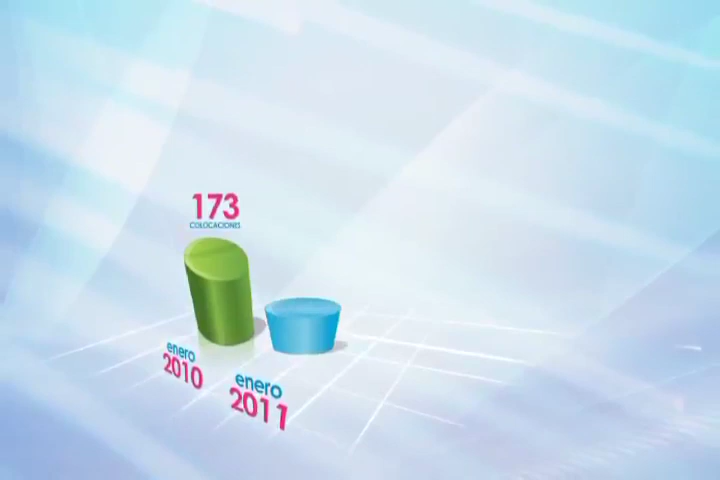 173
COLOCACIONES
enero
2010
enero
2011